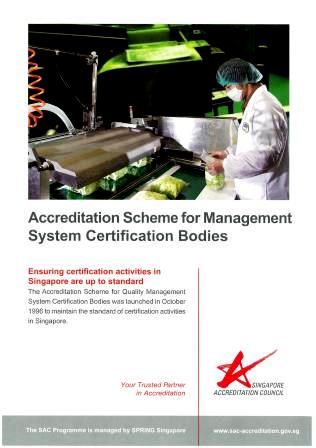 Accreditation Scheme for Management
System Certification Bodies
Ensuring certification activities in
Singapore are up to standard
The Accreditation Scheme for Quality Management
System Certification Bodies was launched in October
1996 to maintain the standard of certification activities
in Singapore.
Your Trusted Partner
in Accreditation
SINGAPORE
ACCREDITATION COUNCIL
The SAC Programme is managed by SPRING Singapore
www.sac-accreditation.gov.sg